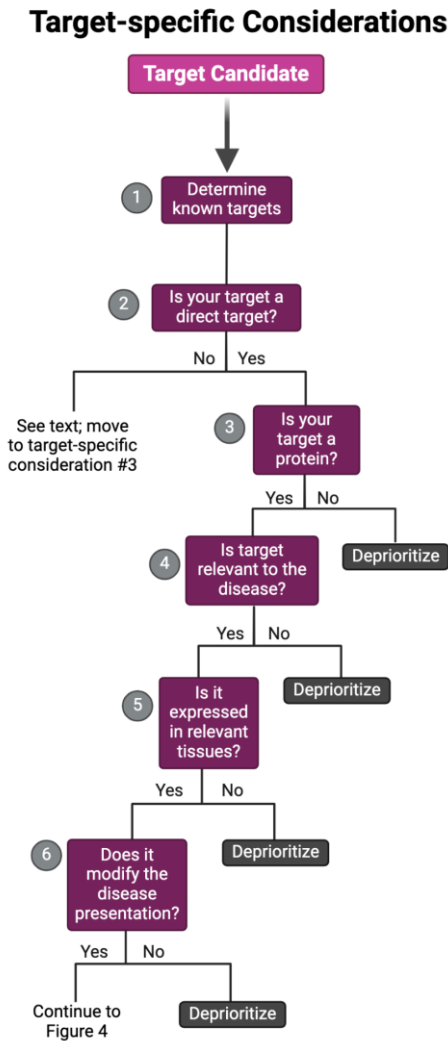 Target-specific Considerations
Target Candidate
1
Determine
known targets
2
Is your target a
direct target?
No Yes
See text; move
to target-specific
consideration #3
3
Is your
target a
protein?
Yes No
4
Is target
relevant to the
disease?
Deprioritize
Yes No
5
Is it
expressed
in relevant
tissues?
Deprioritize
Yes No
6
Does it
modify the
disease
presentation?
Deprioritize
Yes No
Continue to
Figure 4
Deprioritize